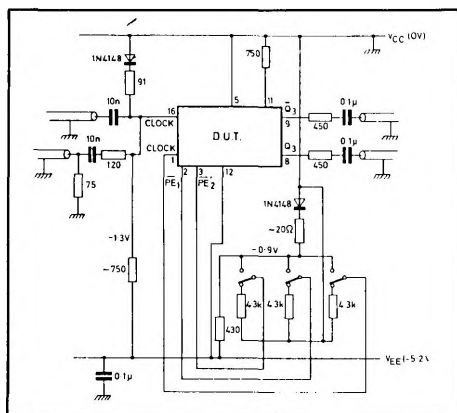 VCC (0V)
1N4148
750
91
5
11
10n
16
Q̄3
0.1µ
CLOCK
9
450
10n
D.U.T.
Q3
0.1µ
CLOCK
120
1
8
450
PE1
2
3
PE2
12
75
1N4148
-1.3V
~20Ω
-0.9V
~750
4.3k
4.3k
4.3k
430
VEE (-5.2)
0.1µ